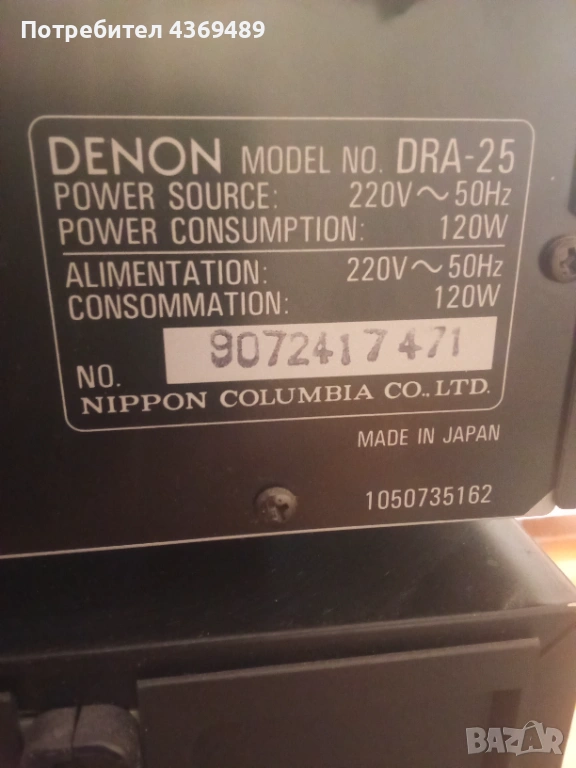 Потребител 4369489
DENON MODEL NO. DRA-25
POWER SOURCE: 220V～50Hz
POWER CONSUMPTION: 120W
ALIMENTATION: 220V～50Hz
CONSOMMATION: 120W
NO. 9072417471
NIPPON COLUMBIA CO., LTD.
MADE IN JAPAN
1050735162
BAZAR